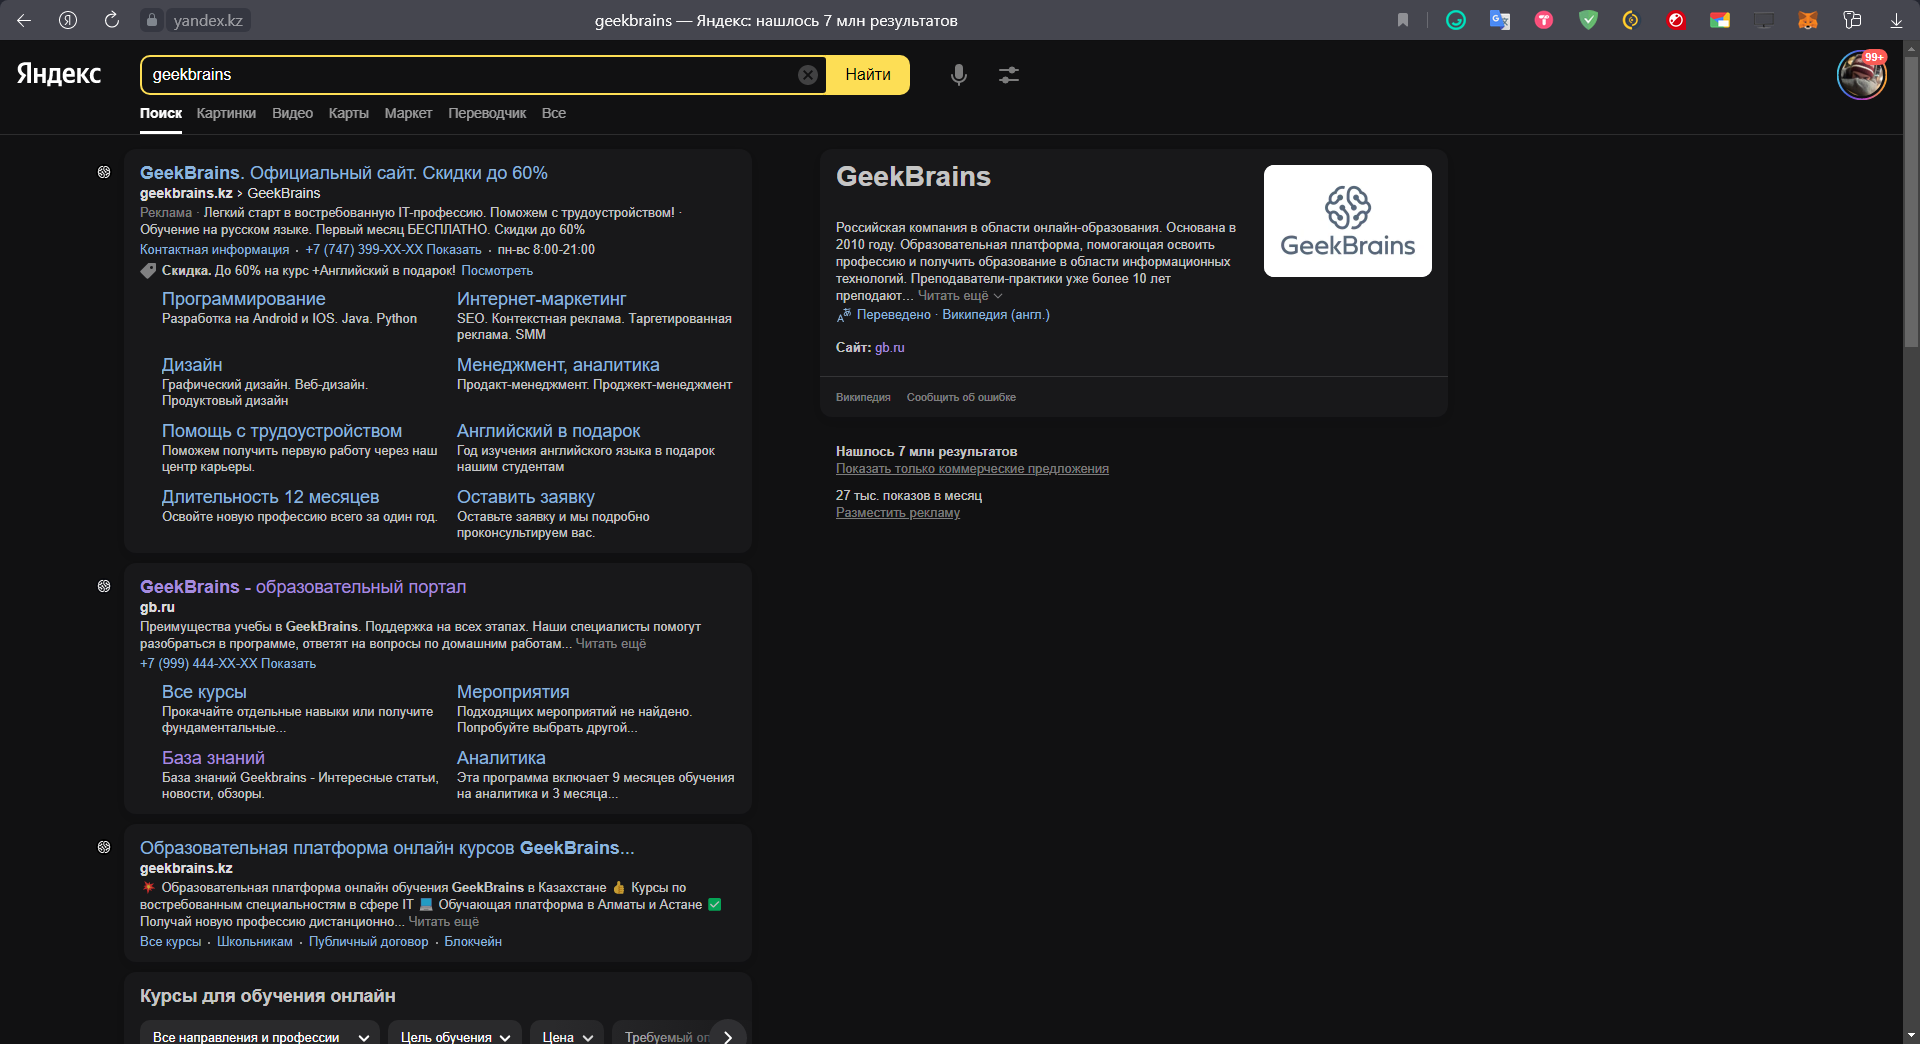 yandex.kz
geekbrains — Яндекс: нашлось 7 млн результатов
Яндекс
geekbrains
Найти
99+
Поиск Картинки Видео Карты Маркет Переводчик Все
GeekBrains. Официальный сайт. Скидки до 60%
geekbrains.kz › GeekBrains
Реклама · Легкий старт в востребованную IT-профессию. Поможем с трудоустройством! ·
Обучение на русском языке. Первый месяц БЕСПЛАТНО. Скидки до 60%
Контактная информация · +7 (747) 399-XX-XX Показать · пн-вс 8:00-21:00
Скидка. До 60% на курс +Английский в подарок! Посмотреть
Программирование
Разработка на Android и IOS. Java. Python
Интернет-маркетинг
SEO. Контекстная реклама. Таргетированная
реклама. SMM
Дизайн
Графический дизайн. Веб-дизайн.
Продуктовый дизайн
Менеджмент, аналитика
Продакт-менеджмент. Проджект-менеджмент
Помощь с трудоустройством
Поможем получить первую работу через наш
центр карьеры.
Английский в подарок
Год изучения английского языка в подарок
нашим студентам
Длительность 12 месяцев
Освойте новую профессию всего за один год.
Оставить заявку
Оставьте заявку и мы подробно
проконсультируем вас.
GeekBrains - образовательный портал
gb.ru
Преимущества учебы в GeekBrains. Поддержка на всех этапах. Наши специалисты помогут
разобраться в программе, ответят на вопросы по домашним работам... Читать ещё
+7 (999) 444-XX-XX Показать
Все курсы
Прокачайте отдельные навыки или получите
фундаментальные...
Мероприятия
Подходящих мероприятий не найдено.
Попробуйте выбрать другой...
База знаний
База знаний Geekbrains - Интересные статьи,
новости, обзоры.
Аналитика
Эта программа включает 9 месяцев обучения
на аналитика и 3 месяца...
Образовательная платформа онлайн курсов GeekBrains...
geekbrains.kz
💥 Образовательная платформа онлайн обучения GeekBrains в Казахстане 👍 Курсы по
востребованным специальностям в сфере IT 💻 Обучающая платформа в Алматы и Астане ✅
Получай новую профессию дистанционно... Читать ещё
Все курсы · Школьникам · Публичный договор · Блокчейн
Курсы для обучения онлайн
Все направления и профессии Цель обучения Цена Требуемый оп
GeekBrains
Российская компания в области онлайн-образования. Основана в
2010 году. Образовательная платформа, помогающая освоить
профессию и получить образование в области информационных
технологий. Преподаватели-практики уже более 10 лет
преподают... Читать ещё
Переведено · Википедия (англ.)
Сайт: gb.ru
GeekBrains
Википедия Сообщить об ошибке
Нашлось 7 млн результатов
Показать только коммерческие предложения
27 тыс. показов в месяц
Разместить рекламу